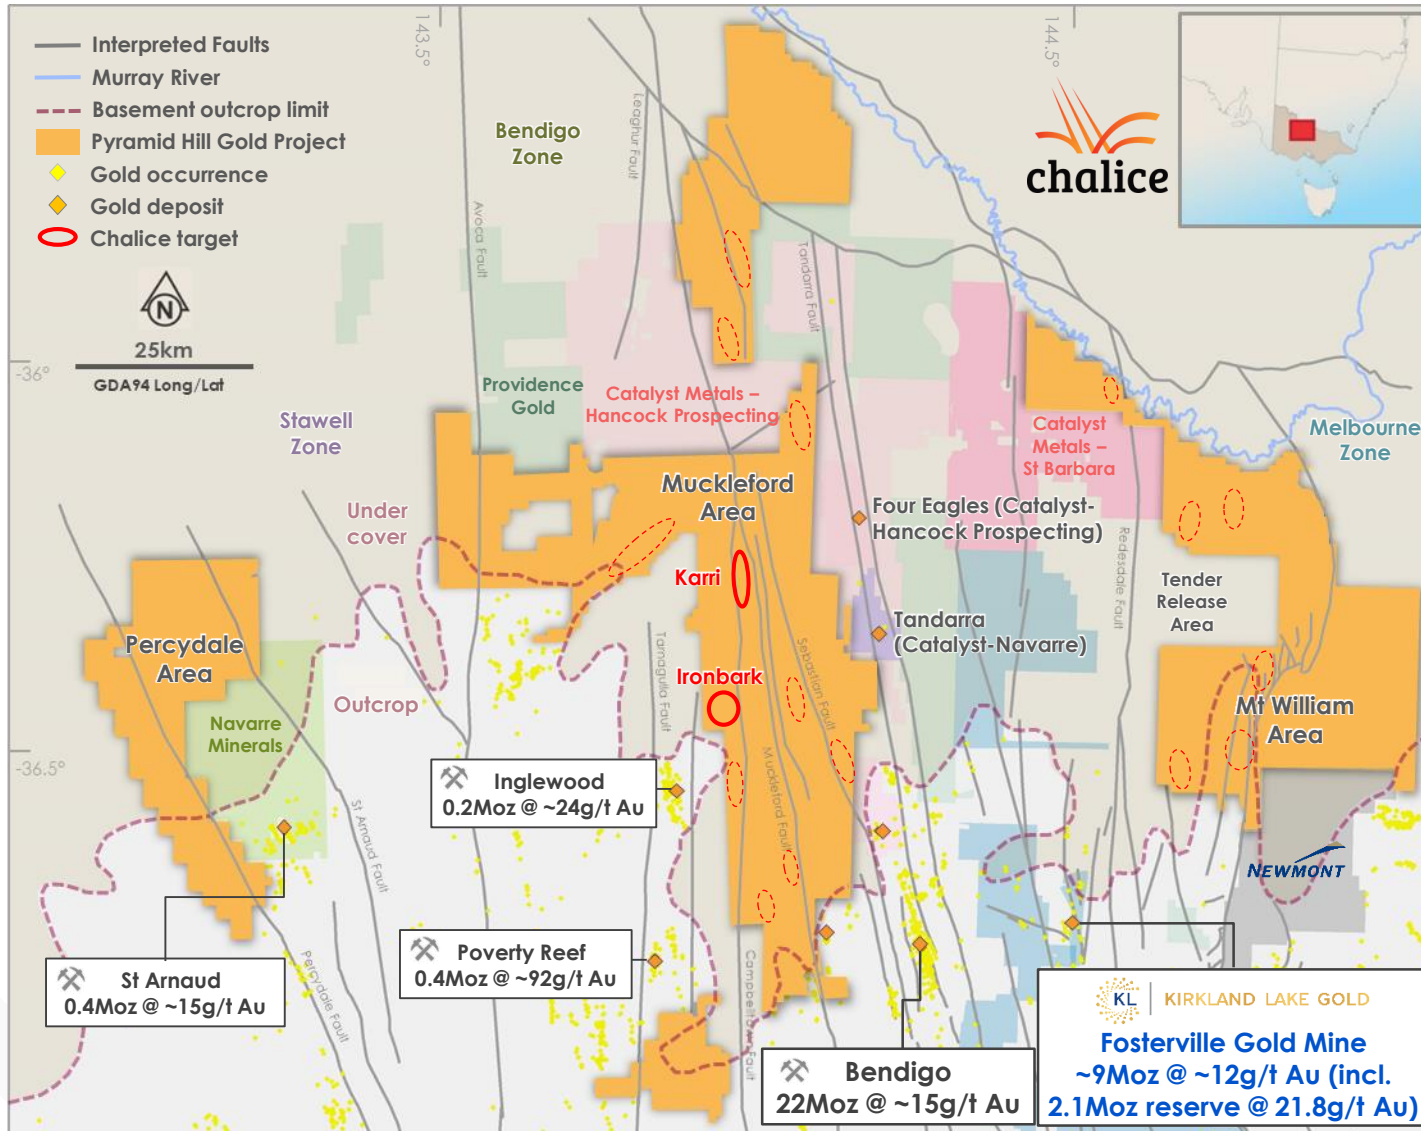 Interpreted Faults
Murray River
Basement outcrop limit
Pyramid Hill Gold Project
Gold occurrence
Gold deposit
Chalice target
N
25km
GDA94 Long/Lat
143.5°
144.5°
-36°
-36.5°
chalice
Bendigo
Zone
Leaghur Fault
Avoca Fault
Tandarra Fault
Providence
Gold
Catalyst Metals –
Hancock Prospecting
Catalyst
Metals –
St Barbara
Melbourne
Zone
Stawell
Zone
Under
cover
Muckleford
Area
Four Eagles (Catalyst-
Hancock Prospecting)
Redesdale Fault
Karri
Tender
Release
Area
Percydale
Area
Tandarra
(Catalyst-Navarre)
Tarnagulla Fault
Sebastian Fault
Ironbark
Outcrop
Navarre
Minerals
Mt William
Area
Inglewood
0.2Moz @ ~24g/t Au
Muckleford Fault
St Arnaud Fault
NEWMONT
Poverty Reef
0.4Moz @ ~92g/t Au
St Arnaud
0.4Moz @ ~15g/t Au
Percydale Fault
Campbelltown Fault
KL
KIRKLAND LAKE GOLD
Fosterville Gold Mine
~9Moz @ ~12g/t Au (incl.
2.1Moz reserve @ 21.8g/t Au)
Bendigo
22Moz @ ~15g/t Au